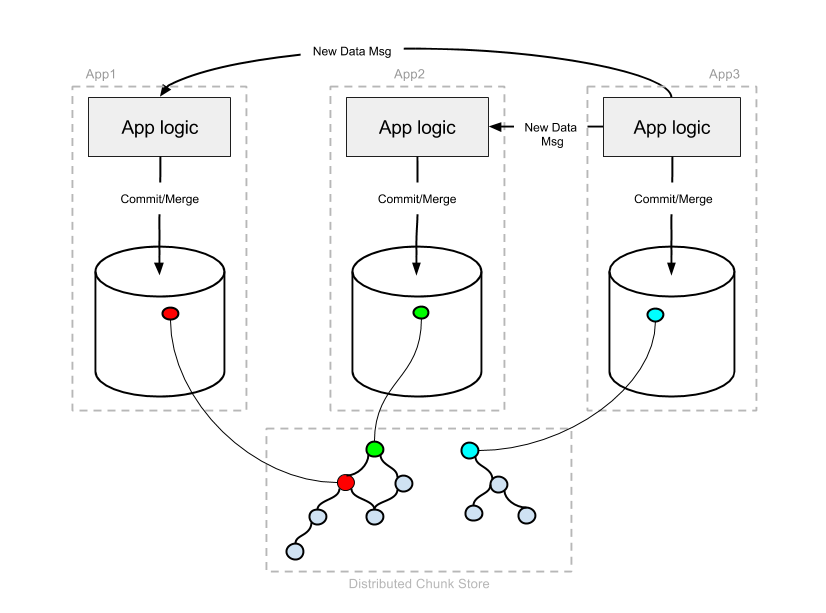 New Data Msg
App1
App2
App3
App logic
App logic
New Data
Msg
App logic
Commit/Merge
Commit/Merge
Commit/Merge
Distributed Chunk Store